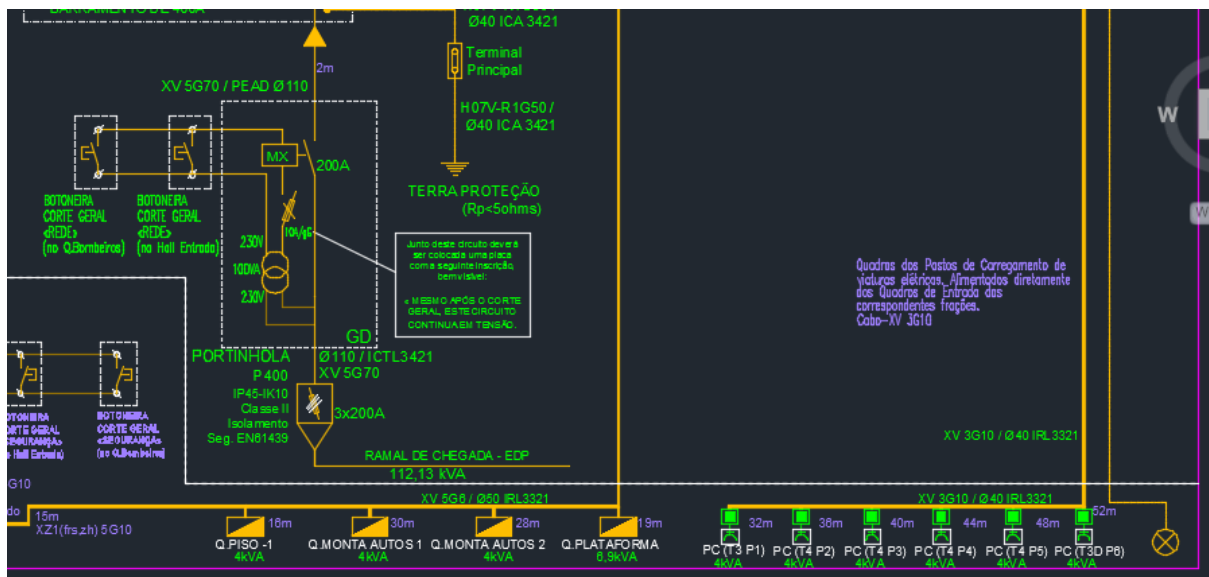 BARRAMENTO DE 400A
Ø40 ICA 3421
Terminal
Principal
2m
XV 5G70 / PEAD Ø110
H07V-R1G50 /
Ø40 ICA 3421
MX
200A
TERRA PROTEÇÃO
(Rp<5ohms)
BOTONEIRA
CORTE GERAL
«REDE»
(no Q.Bombeiros)
BOTONEIRA
CORTE GERAL
«REDE»
(no Hall Entrada)
10A/gG
230V
100VA
230V
Junto deste circuito deverá
ser colocada uma placa
com a seguinte inscrição,
bem visível:
« MESMO APÓS O CORTE
GERAL, ESTE CIRCUITO
CONTINUA EM TENSÃO.
W
W
Quadros dos Postos de Carregamento de
viaturas elétricas. Alimentados diretamente
dos Quadros de Entrada das
correspondentes frações.
Cabo-XV 3G10
GD
PORTINHOLA
P400
IP45-IK10
Classe II
Isolamento
Seg. EN61439
Ø110 / ICTL3421
XV 5G70
3x200A
RAMAL DE CHEGADA - EDP
112,13 kVA
CORTE GERAL
«SEGURANÇA»
Hall Entrada)
BOTONEIRA
CORTE GERAL
«SEGURANÇA»
(no Q.Bombeiros)
XV 3G10 / Ø40 IRL3321
G10
do
15m
XZ1(frs,zh) 5G10
XV 5G6 / Ø50 IRL3321
XV 3G10 / Ø40 IRL3321
16m
30m
28m
19m
32m
36m
40m
44m
48m
52m
Q.PISO -1
4kVA
Q.MONTA AUTOS 1
4kVA
Q.MONTA AUTOS 2
4kVA
Q.PLATAFORMA
6,9kVA
PC (T3 P1)
4kVA
PC (T4 P2)
4kVA
PC (T4 P3)
4kVA
PC (T4 P4)
4kVA
PC (T4 P5)
4kVA
PC (T3D P6)
4kVA